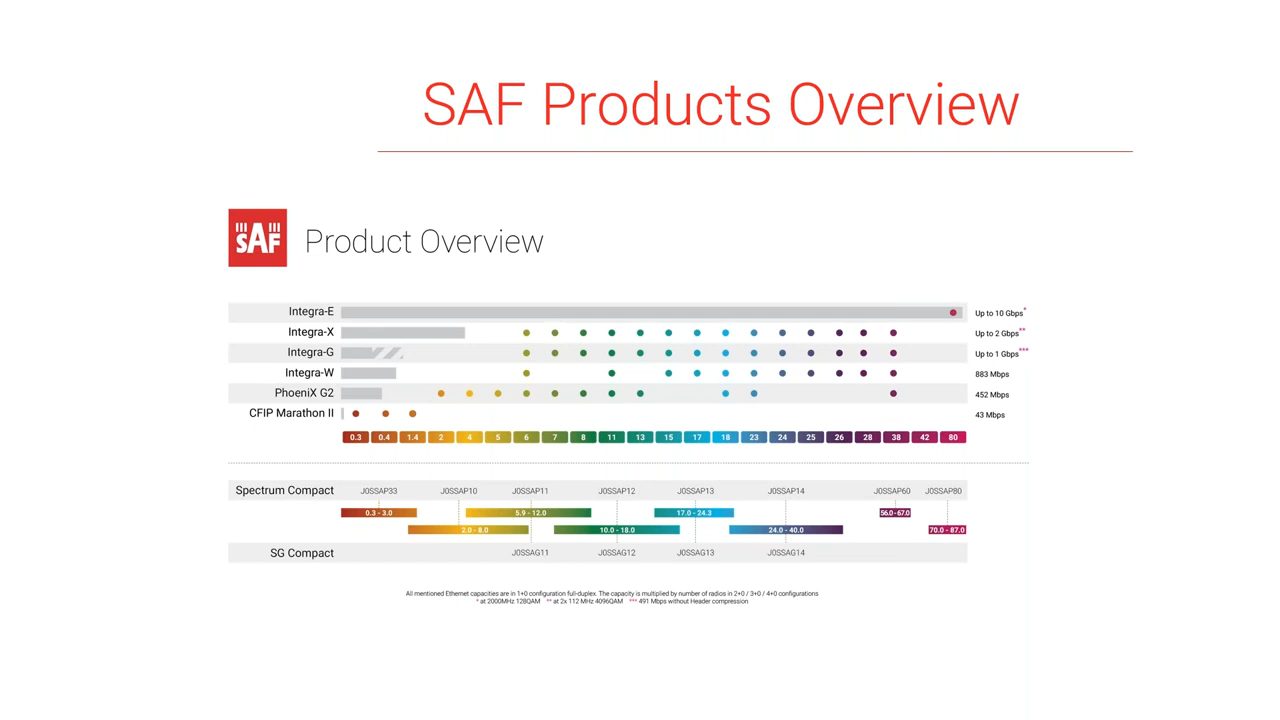 SAF Products Overview
SAF Product Overview
Integra-E Up to 10 Gbps*
Integra-X Up to 2 Gbps**
Integra-G Up to 1 Gbps***
Integra-W 883 Mbps
PhoeniX G2 452 Mbps
CFIP Marathon II 43 Mbps
0.3 0.4 1.4 2 4 5 6 7 8 11 13 15 17 18 23 24 25 26 28 38 42 80
Spectrum Compact J0SSAP33 J0SSAP10 J0SSAP11 J0SSAP12 J0SSAP13 J0SSAP14 J0SSAP60 J0SSAP80
0.3 - 3.0 5.9 - 12.0 17.0 - 24.3 56.0 - 67.0
2.0 - 8.0 10.0 - 18.0 24.0 - 40.0 70.0 - 87.0
SG Compact J0SSAG11 J0SSAG12 J0SSAG13 J0SSAG14
All mentioned Ethernet capacities are in 1+0 configuration full-duplex. The capacity is multiplied by number of radios in 2+0 / 3+0 / 4+0 configurations
* at 2000MHz 128QAM ** at 2x 112 MHz 4096QAM *** 491 Mbps without Header compression